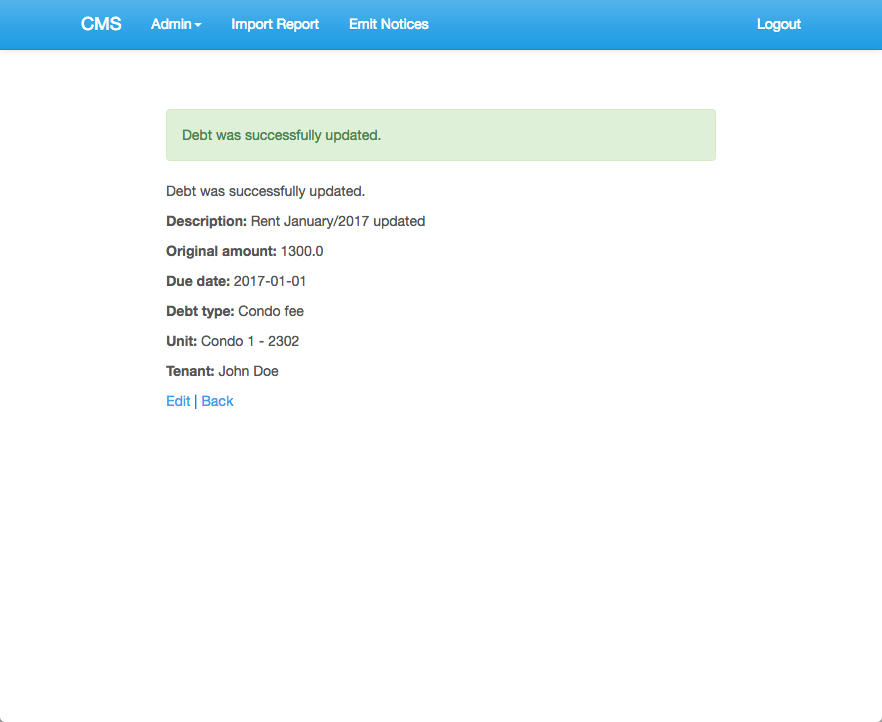 CMS Admin Import Report Emit Notices Logout
Debt was successfully updated.
Debt was successfully updated.
Description: Rent January/2017 updated
Original amount: 1300.0
Due date: 2017-01-01
Debt type: Condo fee
Unit: Condo 1 - 2302
Tenant: John Doe
Edit | Back